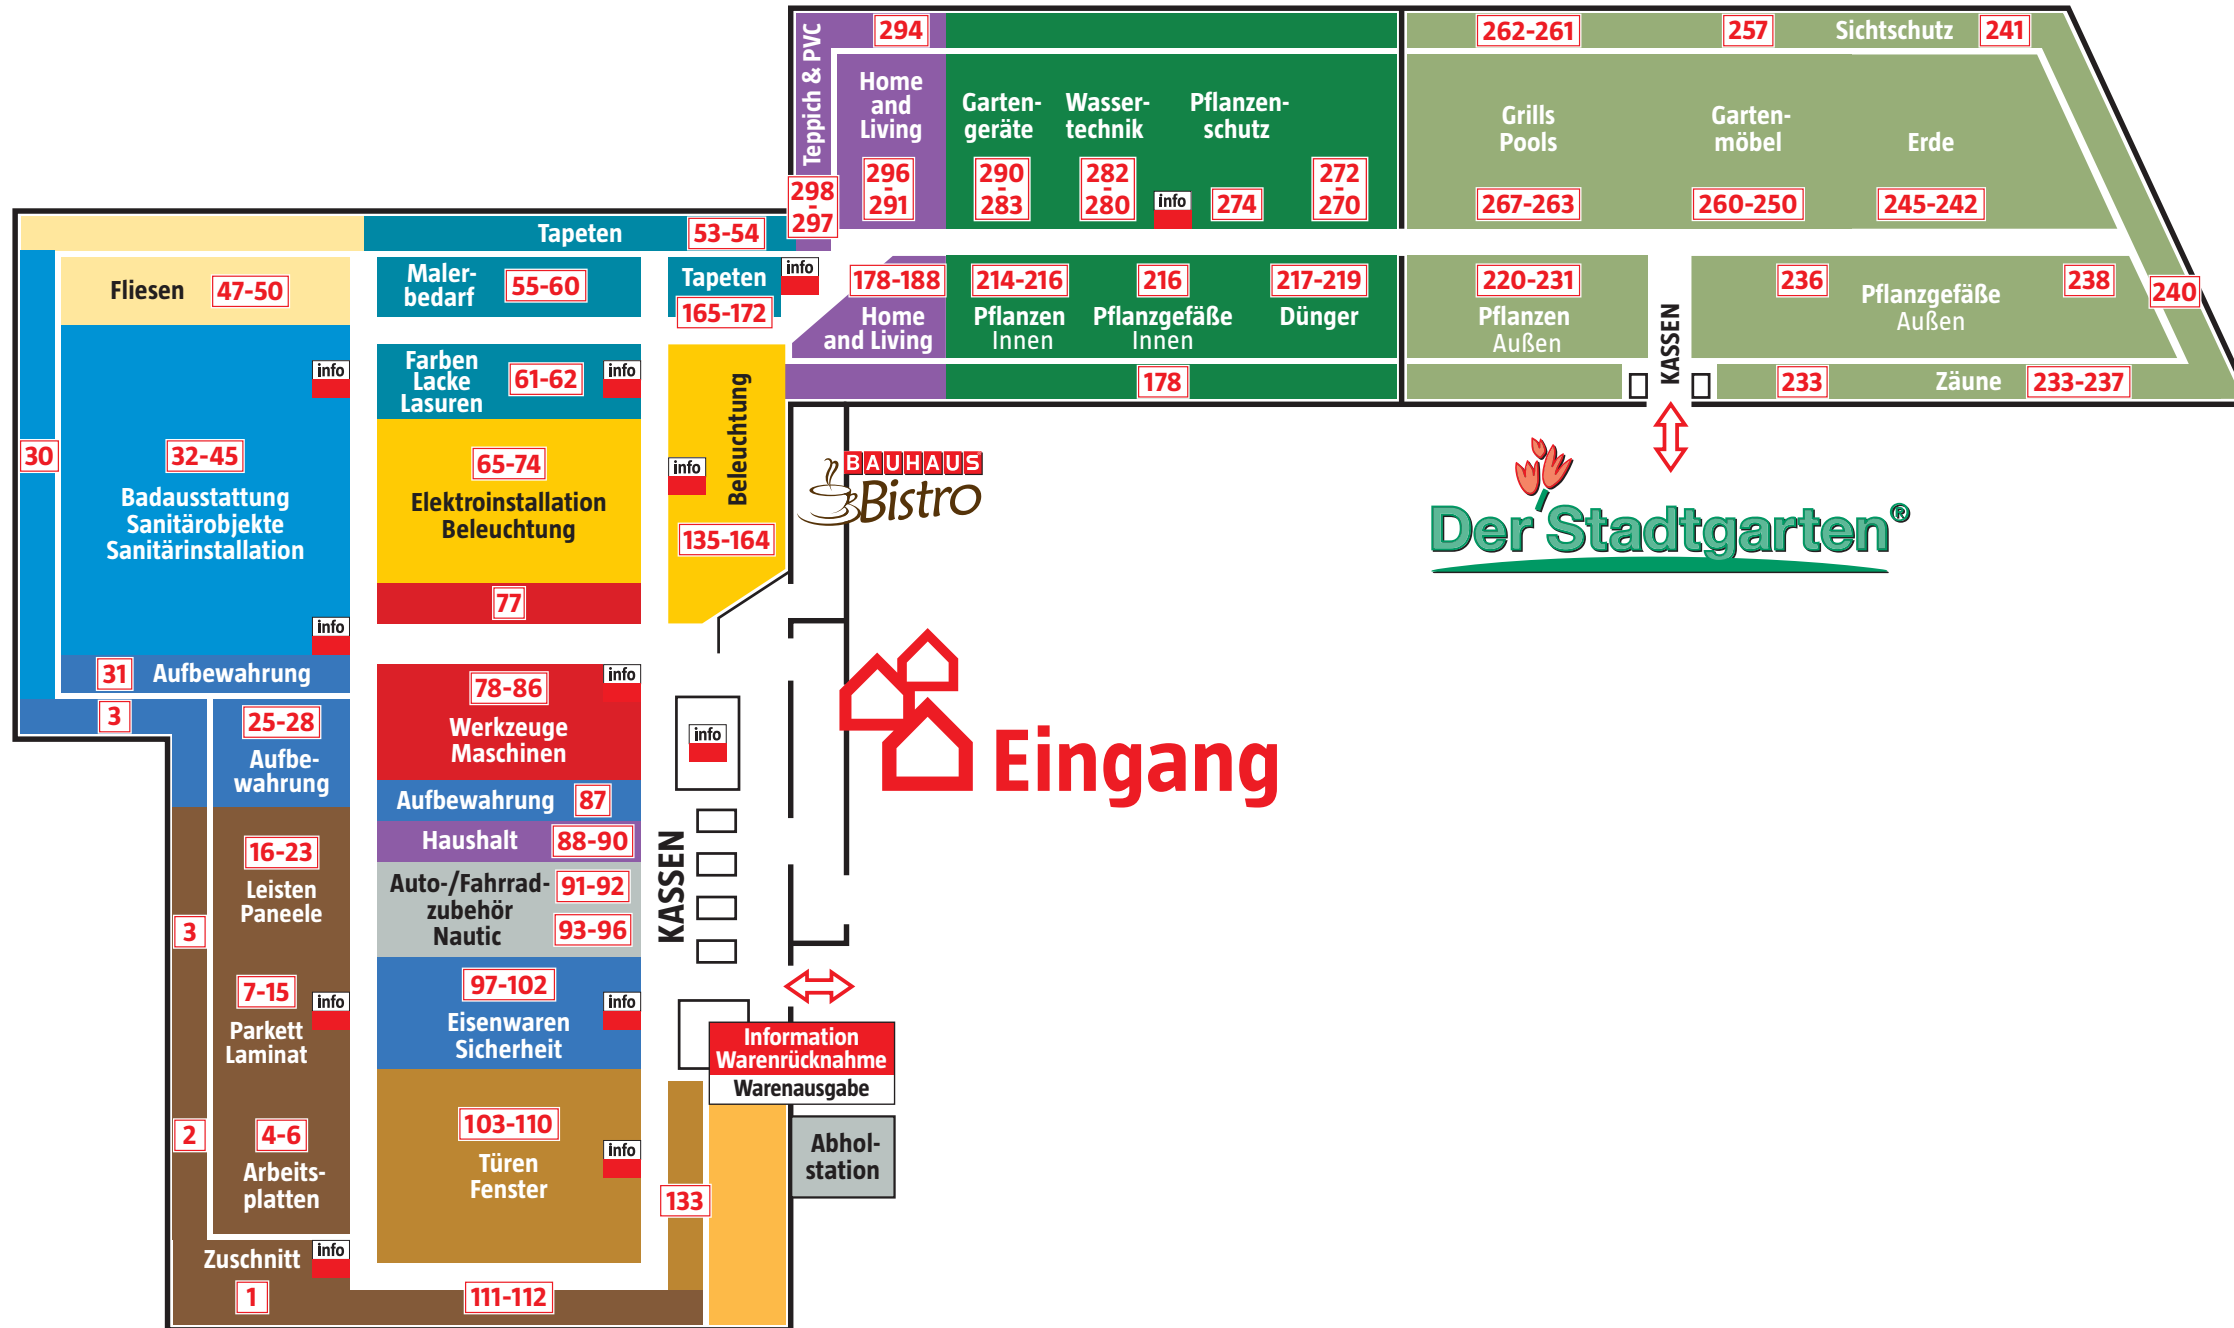 294
262-261
257
Sichtschutz
241
Teppich & PVC
Home
and
Living
Garten-
geräte
Wasser-
technik
Pflanzen-
schutz
Grills
Pools
Garten-
möbel
Erde
298
-
297
296
-
291
290
-
283
282
-
280
info
274
272
-
270
267-263
260-250
245-242
Tapeten
53-54
Fliesen
47-50
Maler-
bedarf
55-60
Tapeten
info
165-172
178-188
Home
and Living
214-216
Pflanzen
Innen
216
Pflanzgefäße
Innen
217-219
Dünger
220-231
Pflanzen
Außen
KASSEN
236
Pflanzgefäße
Außen
238
240
178
233
Zäune
233-237
info
Farben
Lacke
Lasuren
61-62
info
Beleuchtung
info
135-164
30
32-45
Badausstattung
Sanitärobjekte
Sanitärinstallation
65-74
Elektroinstallation
Beleuchtung
77
BAUHAUS
Bistro
Der Stadtgarten®
info
31
Aufbewahrung
3
25-28
Aufbe-
wahrung
78-86
info
Werkzeuge
Maschinen
info
Eingang
Aufbewahrung
87
Haushalt
88-90
Auto-/Fahrrad-
zubehör
Nautic
91-92
93-96
KASSEN
16-23
Leisten
Paneele
3
7-15
info
Parkett
Laminat
97-102
info
Eisenwaren
Sicherheit
Information
Warenrücknahme
Warenausgabe
2
4-6
Arbeits-
platten
103-110
info
Türen
Fenster
Abhol-
station
133
Zuschnitt
info
1
111-112